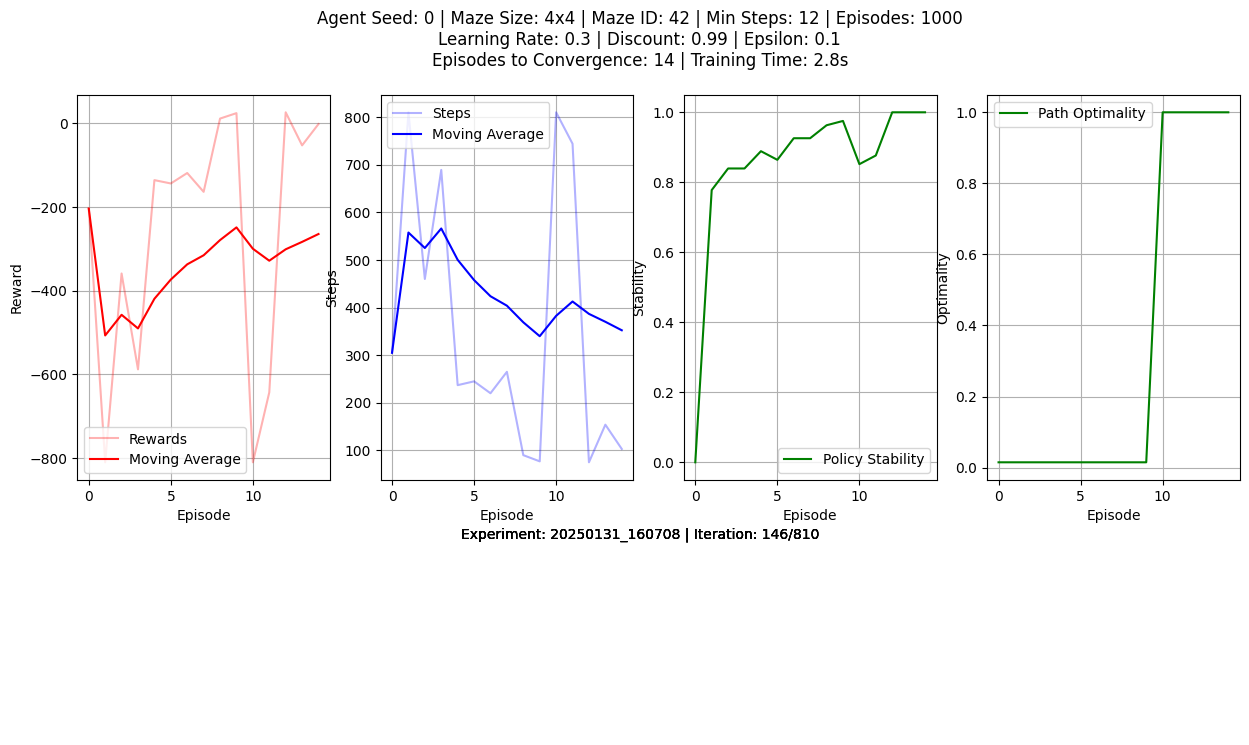 Agent Seed: 0 | Maze Size: 4x4 | Maze ID: 42 | Min Steps: 12 | Episodes: 1000
Learning Rate: 0.3 | Discount: 0.99 | Epsilon: 0.1
Episodes to Convergence: 14 | Training Time: 2.8s
Reward
0
−200
−400
−600
−800
Rewards
Moving Average
0
5
10
Episode
Steps
800
700
600
500
400
300
200
100
Steps
Moving Average
0
5
10
Episode
Stability
1.0
0.8
0.6
0.4
0.2
0.0
Policy Stability
0
5
10
Episode
Optimality
1.0
0.8
0.6
0.4
0.2
0.0
Path Optimality
0
5
10
Episode
Experiment: 20250131_160708 | Iteration: 146/810